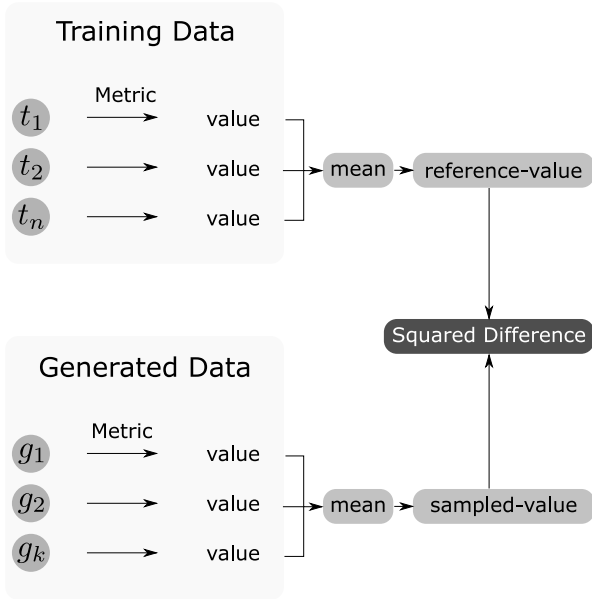 Training Data
Metric
t1 value
t2 value
tn value
mean reference-value
Squared Difference
Generated Data
Metric
g1 value
g2 value
gk value
mean sampled-value